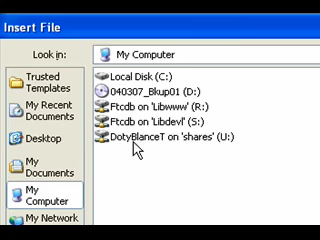 Insert File
Look in: My Computer
Trusted Templates
My Recent Documents
Desktop
My Documents
My Computer
My Network
Local Disk (C:)
040307_Bkup01 (D:)
Ftcdb on 'Libwww' (R:)
Ftcdb on 'Libdevl' (S:)
DotyBlanceT on 'shares' (U:)